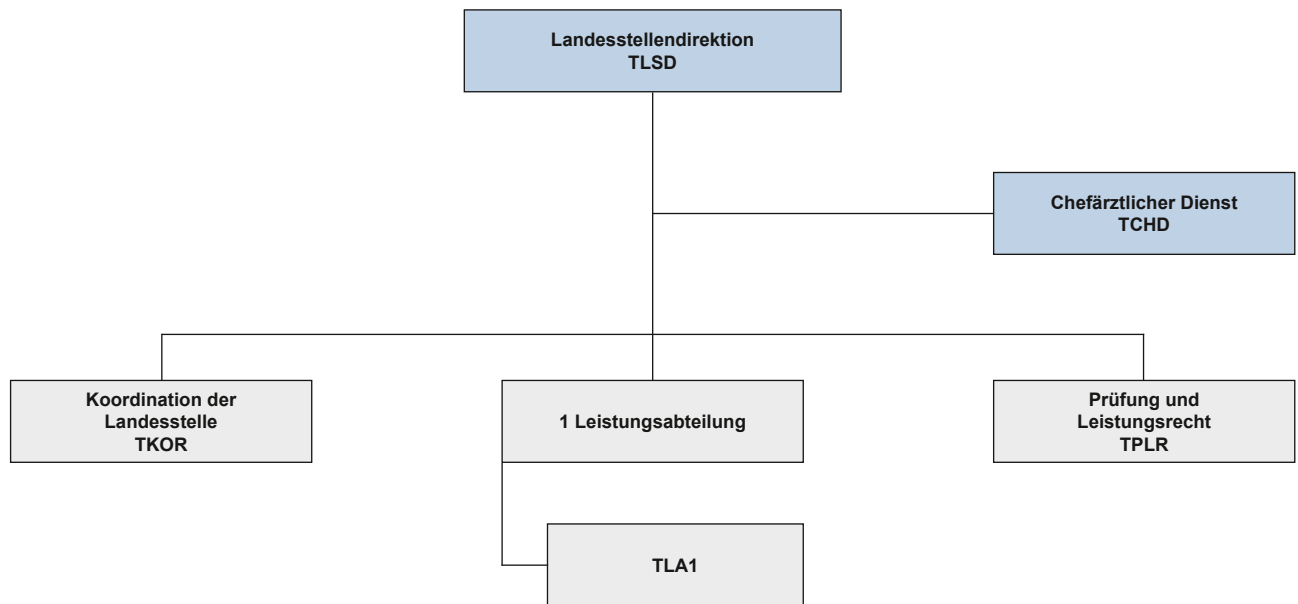 Landesstellendirektion
TLSD
Chefärztlicher Dienst
TCHD
Koordination der
Landesstelle
TKOR
1 Leistungsabteilung
Prüfung und
Leistungsrecht
TPLR
TLA1